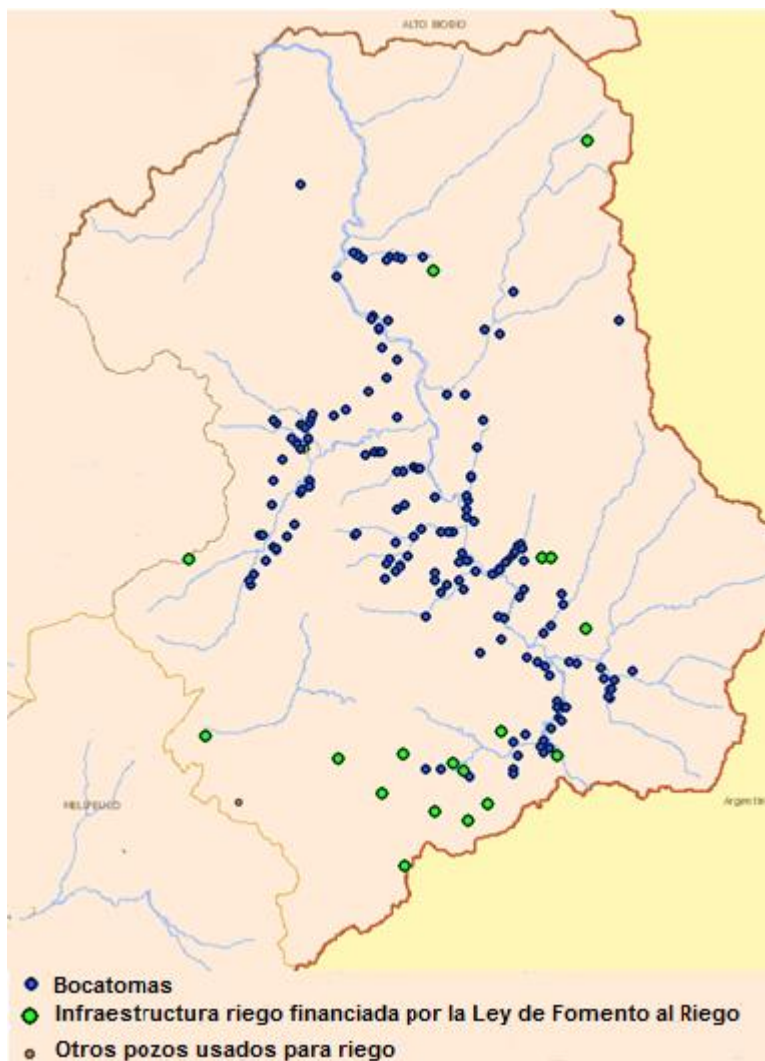 ALTO BIOBIO
MELIPEUCO
Argentin
Bocatomas
Infraestructura riego financiada por la Ley de Fomento al Riego
Otros pozos usados para riego